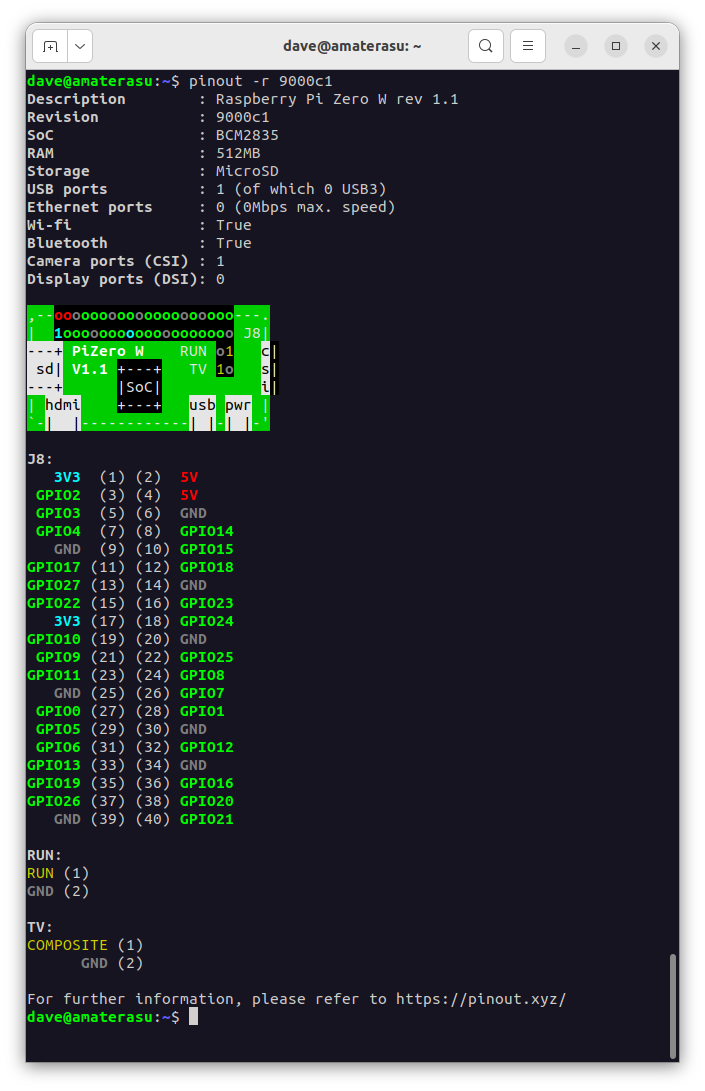 dave@amaterasu: ~
dave@amaterasu:~$ pinout -r 9000c1
Description        : Raspberry Pi Zero W rev 1.1
Revision           : 9000c1
SoC                : BCM2835
RAM                : 512MB
Storage            : MicroSD
USB ports          : 1 (of which 0 USB3)
Ethernet ports     : 0 (0Mbps max. speed)
Wi-fi              : True
Bluetooth          : True
Camera ports (CSI) : 1
Display ports (DSI): 0
,--oooooooooooooooooooo---.
|  1ooooooooooooooooooo J8|
---+ PiZero W    RUN o1   c|
 sd| V1.1 +---+   TV 1o   s|
---+      |SoC|           i|
| hdmi    +---+   usb pwr |
`-|  |------------| |-| |-'
J8:
   3V3  (1) (2)  5V
 GPIO2  (3) (4)  5V
 GPIO3  (5) (6)  GND
 GPIO4  (7) (8)  GPIO14
   GND  (9) (10) GPIO15
GPIO17 (11) (12) GPIO18
GPIO27 (13) (14) GND
GPIO22 (15) (16) GPIO23
   3V3 (17) (18) GPIO24
GPIO10 (19) (20) GND
 GPIO9 (21) (22) GPIO25
GPIO11 (23) (24) GPIO8
   GND (25) (26) GPIO7
 GPIO0 (27) (28) GPIO1
 GPIO5 (29) (30) GND
 GPIO6 (31) (32) GPIO12
GPIO13 (33) (34) GND
GPIO19 (35) (36) GPIO16
GPIO26 (37) (38) GPIO20
   GND (39) (40) GPIO21
RUN:
RUN (1)
GND (2)
TV:
COMPOSITE (1)
      GND (2)
For further information, please refer to https://pinout.xyz/
dave@amaterasu:~$